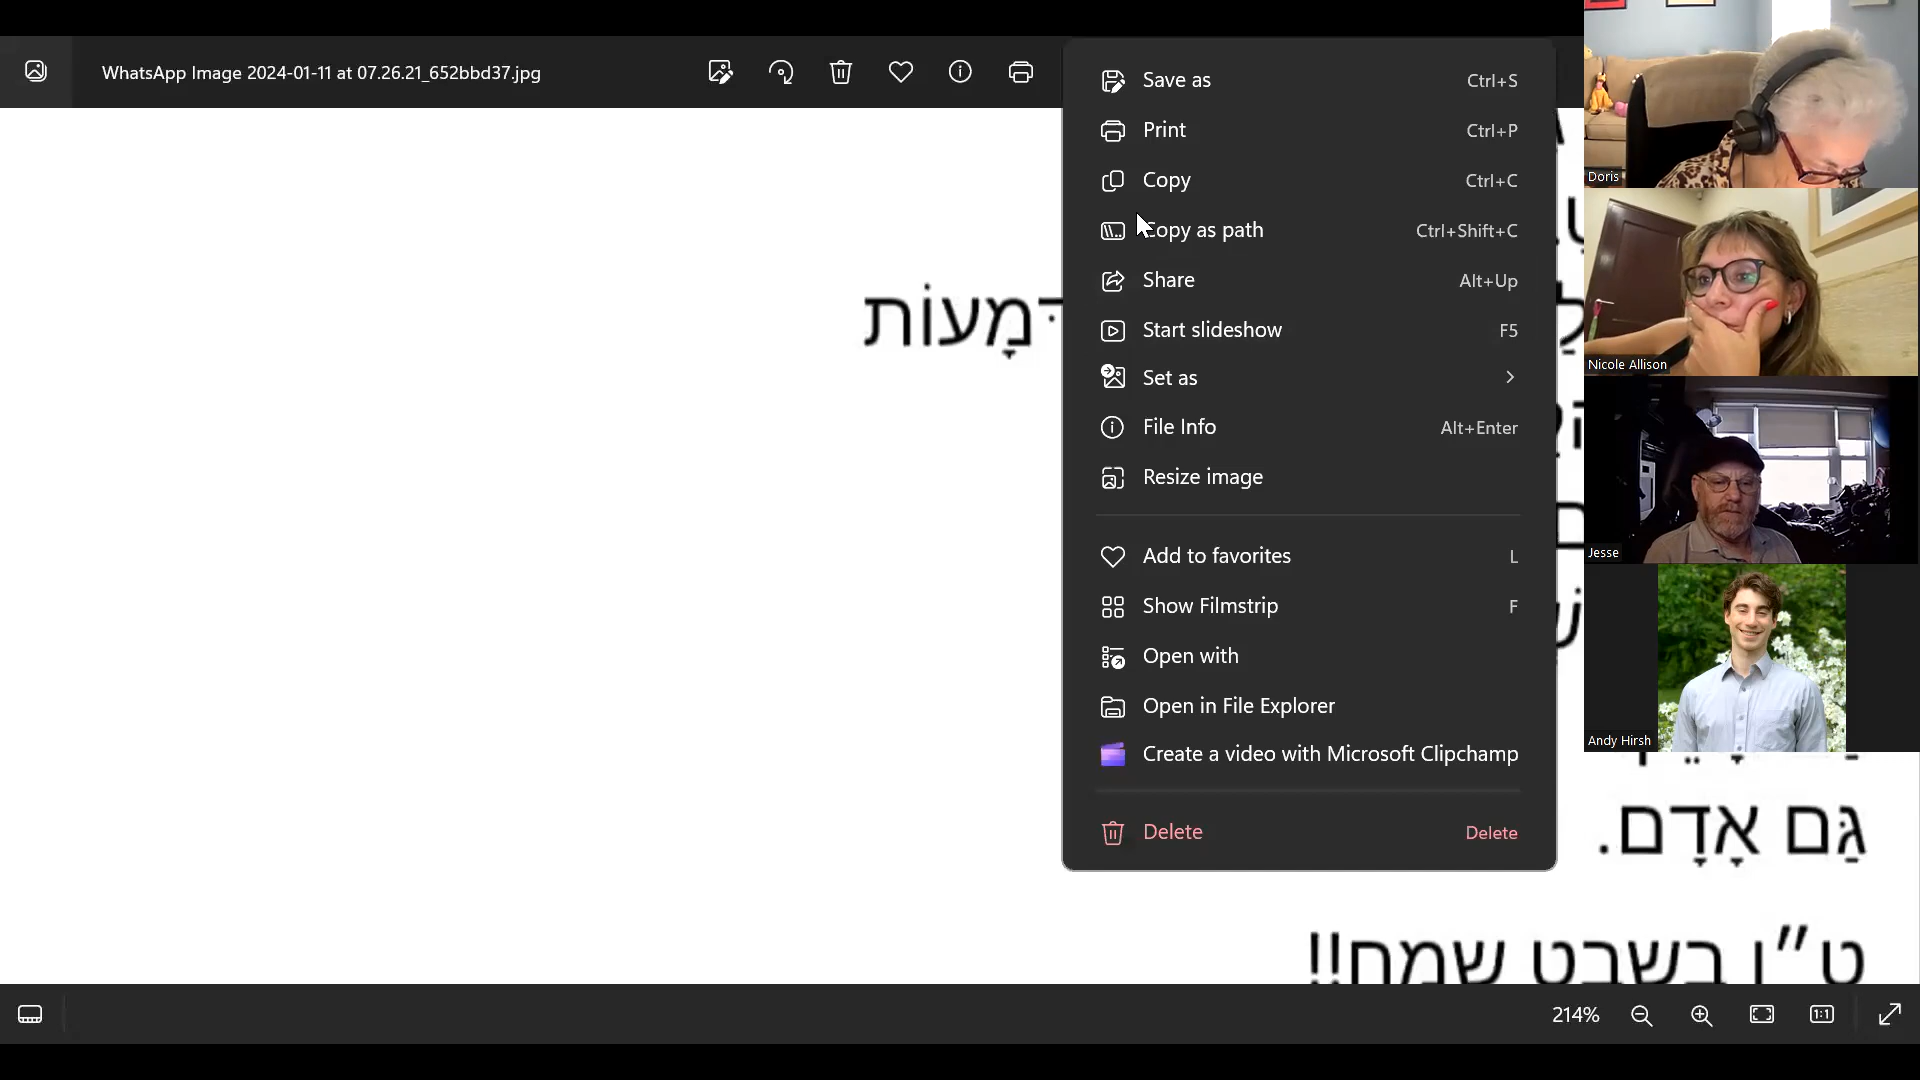 WhatsApp Image 2024-01-11 at 07.26.21_652bbd37.jpg
Save as Ctrl+S
Print Ctrl+P
Copy Ctrl+C
Copy as path Ctrl+Shift+C
Share Alt+Up
Start slideshow F5
Set as
File Info Alt+Enter
Resize image
Add to favorites L
Show Filmstrip F
Open with
Open in File Explorer
Create a video with Microsoft Clipchamp
Delete Delete
דְּמָעוֹת
גַּם אָדָם.
ט״ו בשבט שמח!!
Doris
Nicole Allison
Jesse
Andy Hirsh
214%
1:1